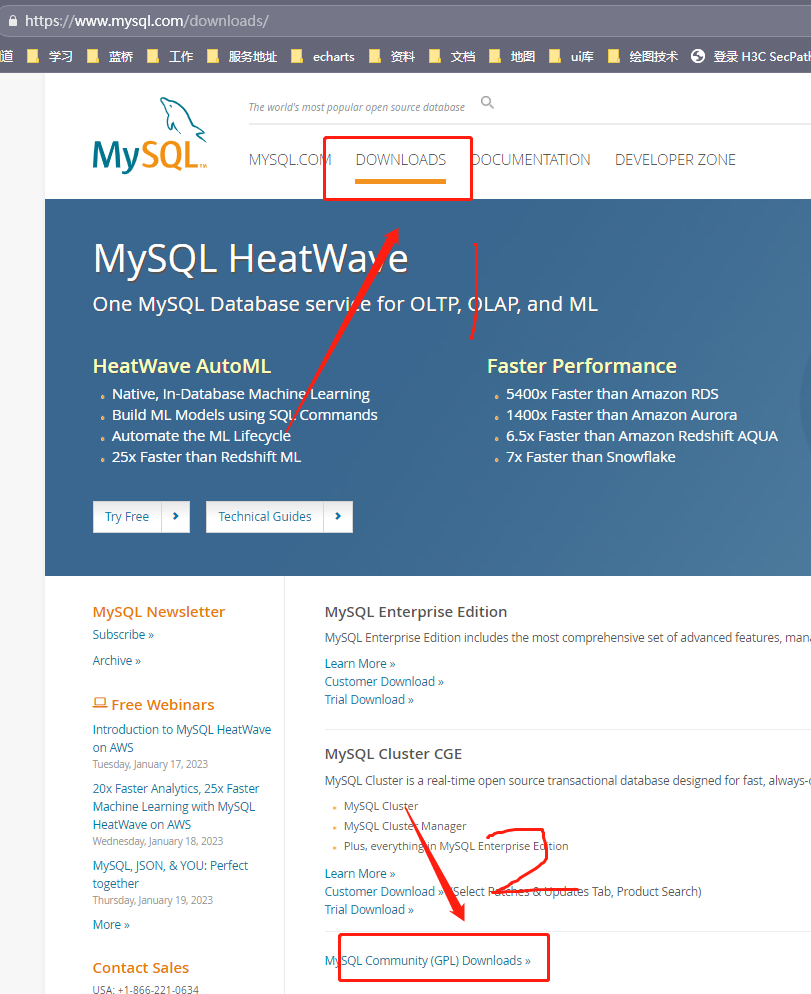 https://www.mysql.com/downloads/
道 学习 蓝桥 工作 服务地址 echarts 资料 文档 地图 ui库 绘图技术 登录 H3C SecPath
The world's most popular open source database
MySQL™
MYSQL.COM DOWNLOADS DOCUMENTATION DEVELOPER ZONE
1
MySQL HeatWave
One MySQL Database service for OLTP, OLAP, and ML
HeatWave AutoML
Native, In-Database Machine Learning
Build ML Models using SQL Commands
Automate the ML Lifecycle
25x Faster than Redshift ML
Faster Performance
5400x Faster than Amazon RDS
1400x Faster than Amazon Aurora
6.5x Faster than Amazon Redshift AQUA
7x Faster than Snowflake
Try Free
Technical Guides
MySQL Newsletter
Subscribe »
Archive »
Free Webinars
Introduction to MySQL HeatWave
on AWS
Tuesday, January 17, 2023
20x Faster Analytics, 25x Faster
Machine Learning with MySQL
HeatWave on AWS
Wednesday, January 18, 2023
MySQL, JSON, & YOU: Perfect
together
Thursday, January 19, 2023
More »
Contact Sales
USA: +1-866-221-0634
MySQL Enterprise Edition
MySQL Enterprise Edition includes the most comprehensive set of advanced features,
Learn More »
Customer Download »
Trial Download »
MySQL Cluster CGE
MySQL Cluster is a real-time open source transactional database designed for fast,
MySQL Cluster
MySQL Cluster Manager
Plus, everything in MySQL Enterprise Edition
2
Learn More »
Customer Download » (Select Patches & Updates Tab, Product Search)
Trial Download »
MySQL Community (GPL) Downloads »